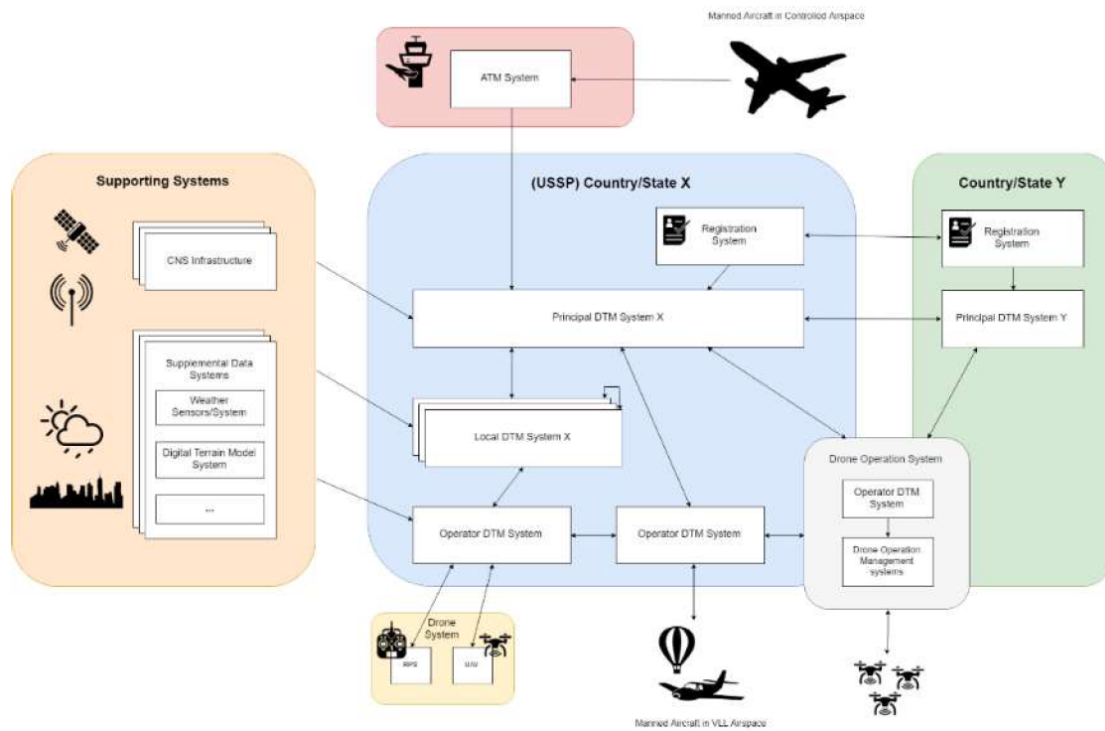 Manned Aircraft in Controlled Airspace
ATM System
Supporting Systems
(USSP) Country/State X
Country/State Y
Registration
System
Registration
System
CNS Infrastructure
Principal DTM System X
Principal DTM System Y
Supplemental Data
Systems
Weather
Sensors/System
Local DTM System X
Digital Terrain Model
System
Drone Operation System
...
Operator DTM
System
Operator DTM System
Operator DTM System
Drone Operation
Management
systems
Drone
System
RPS
UAV
Manned Aircraft in VLL Airspace